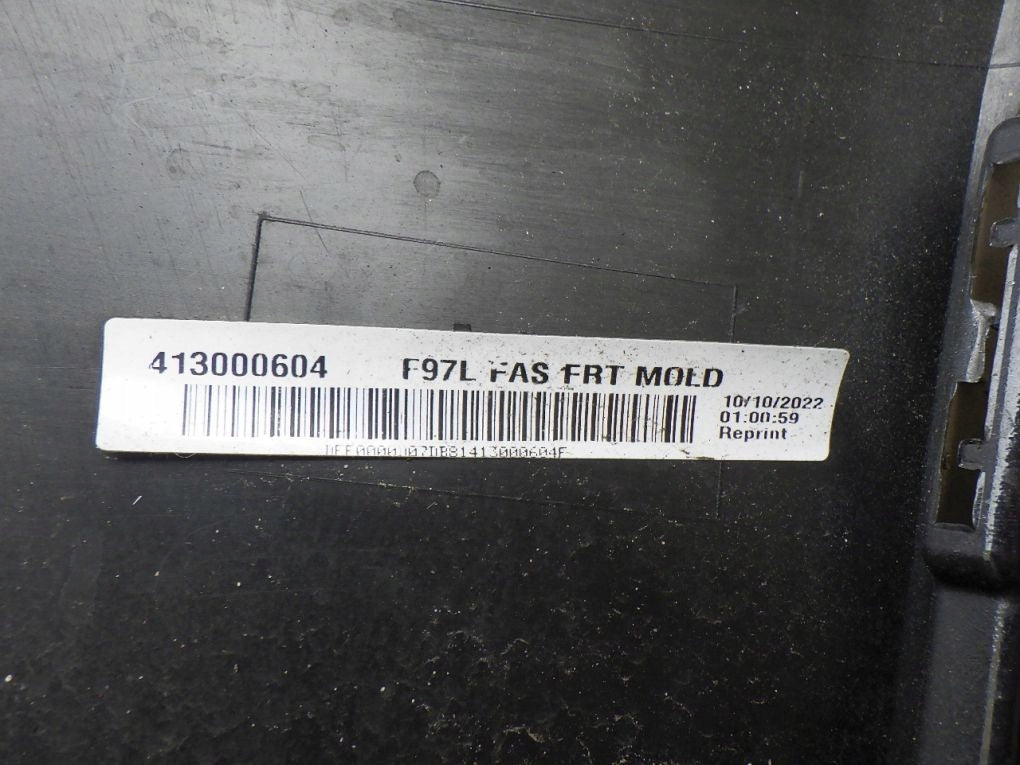 413000604 F97L FAS FRT MOLD
10/10/2022
01:00:59
Reprint